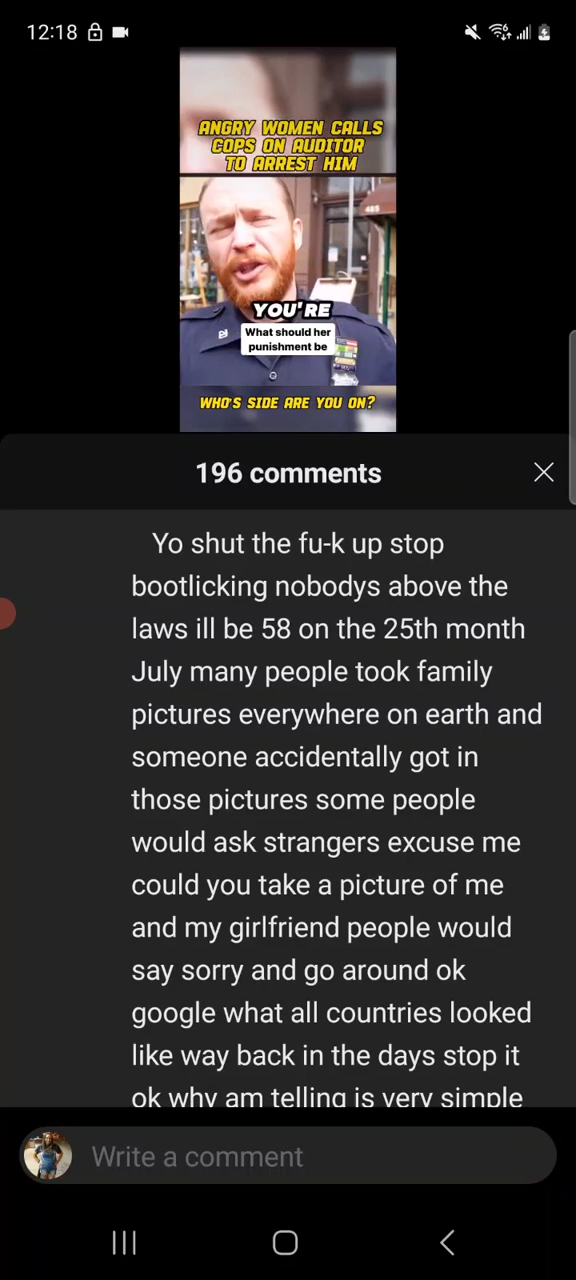 12:18
ANGRY WOMEN CALLS
COPS ON AUDITOR
TO ARREST HIM
485
YOU'RE
What should her
punishment be
WHO'S SIDE ARE YOU ON?
196 comments
Yo shut the fu-k up stop
bootlicking nobodys above the
laws ill be 58 on the 25th month
July many people took family
pictures everywhere on earth and
someone accidentally got in
those pictures some people
would ask strangers excuse me
could you take a picture of me
and my girlfriend people would
say sorry and go around ok
google what all countries looked
like way back in the days stop it
ok why am telling is very simple
Write a comment